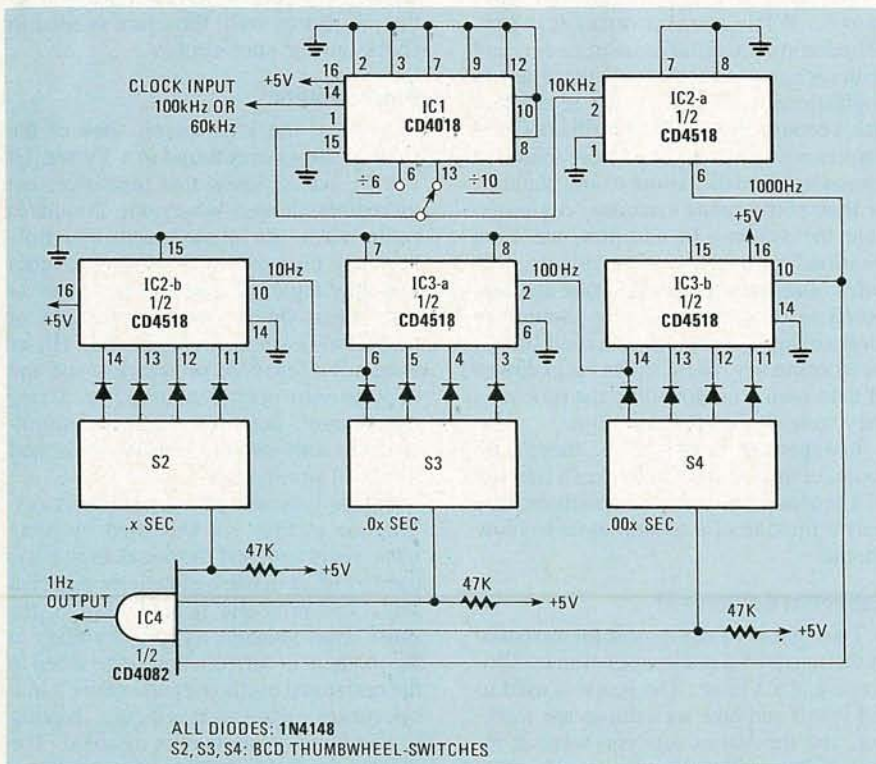 2 3 7 9 12
7 8
+5V
16
CLOCK INPUT
100kHz OR
60kHz
14
1
15
IC1
CD4018
10
8
6 13
÷6 ÷10
10KHz
2
1
IC2-a
1/2
CD4518
6
1000Hz
+5V
15
16
+5V
IC2-b
1/2
CD4518
10
14
14 13 12 11
10Hz
7 8
IC3-a
1/2
CD4518
2
6
6 5 4 3
100Hz
15 16
IC3-b
1/2
CD4518
10
14
14 13 12 11
S2
S3
S4
.x SEC
.0x SEC
.00x SEC
47K
+5V
47K
+5V
47K
+5V
1Hz
OUTPUT
IC4
1/2
CD4082
ALL DIODES: 1N4148
S2, S3, S4: BCD THUMBWHEEL-SWITCHES